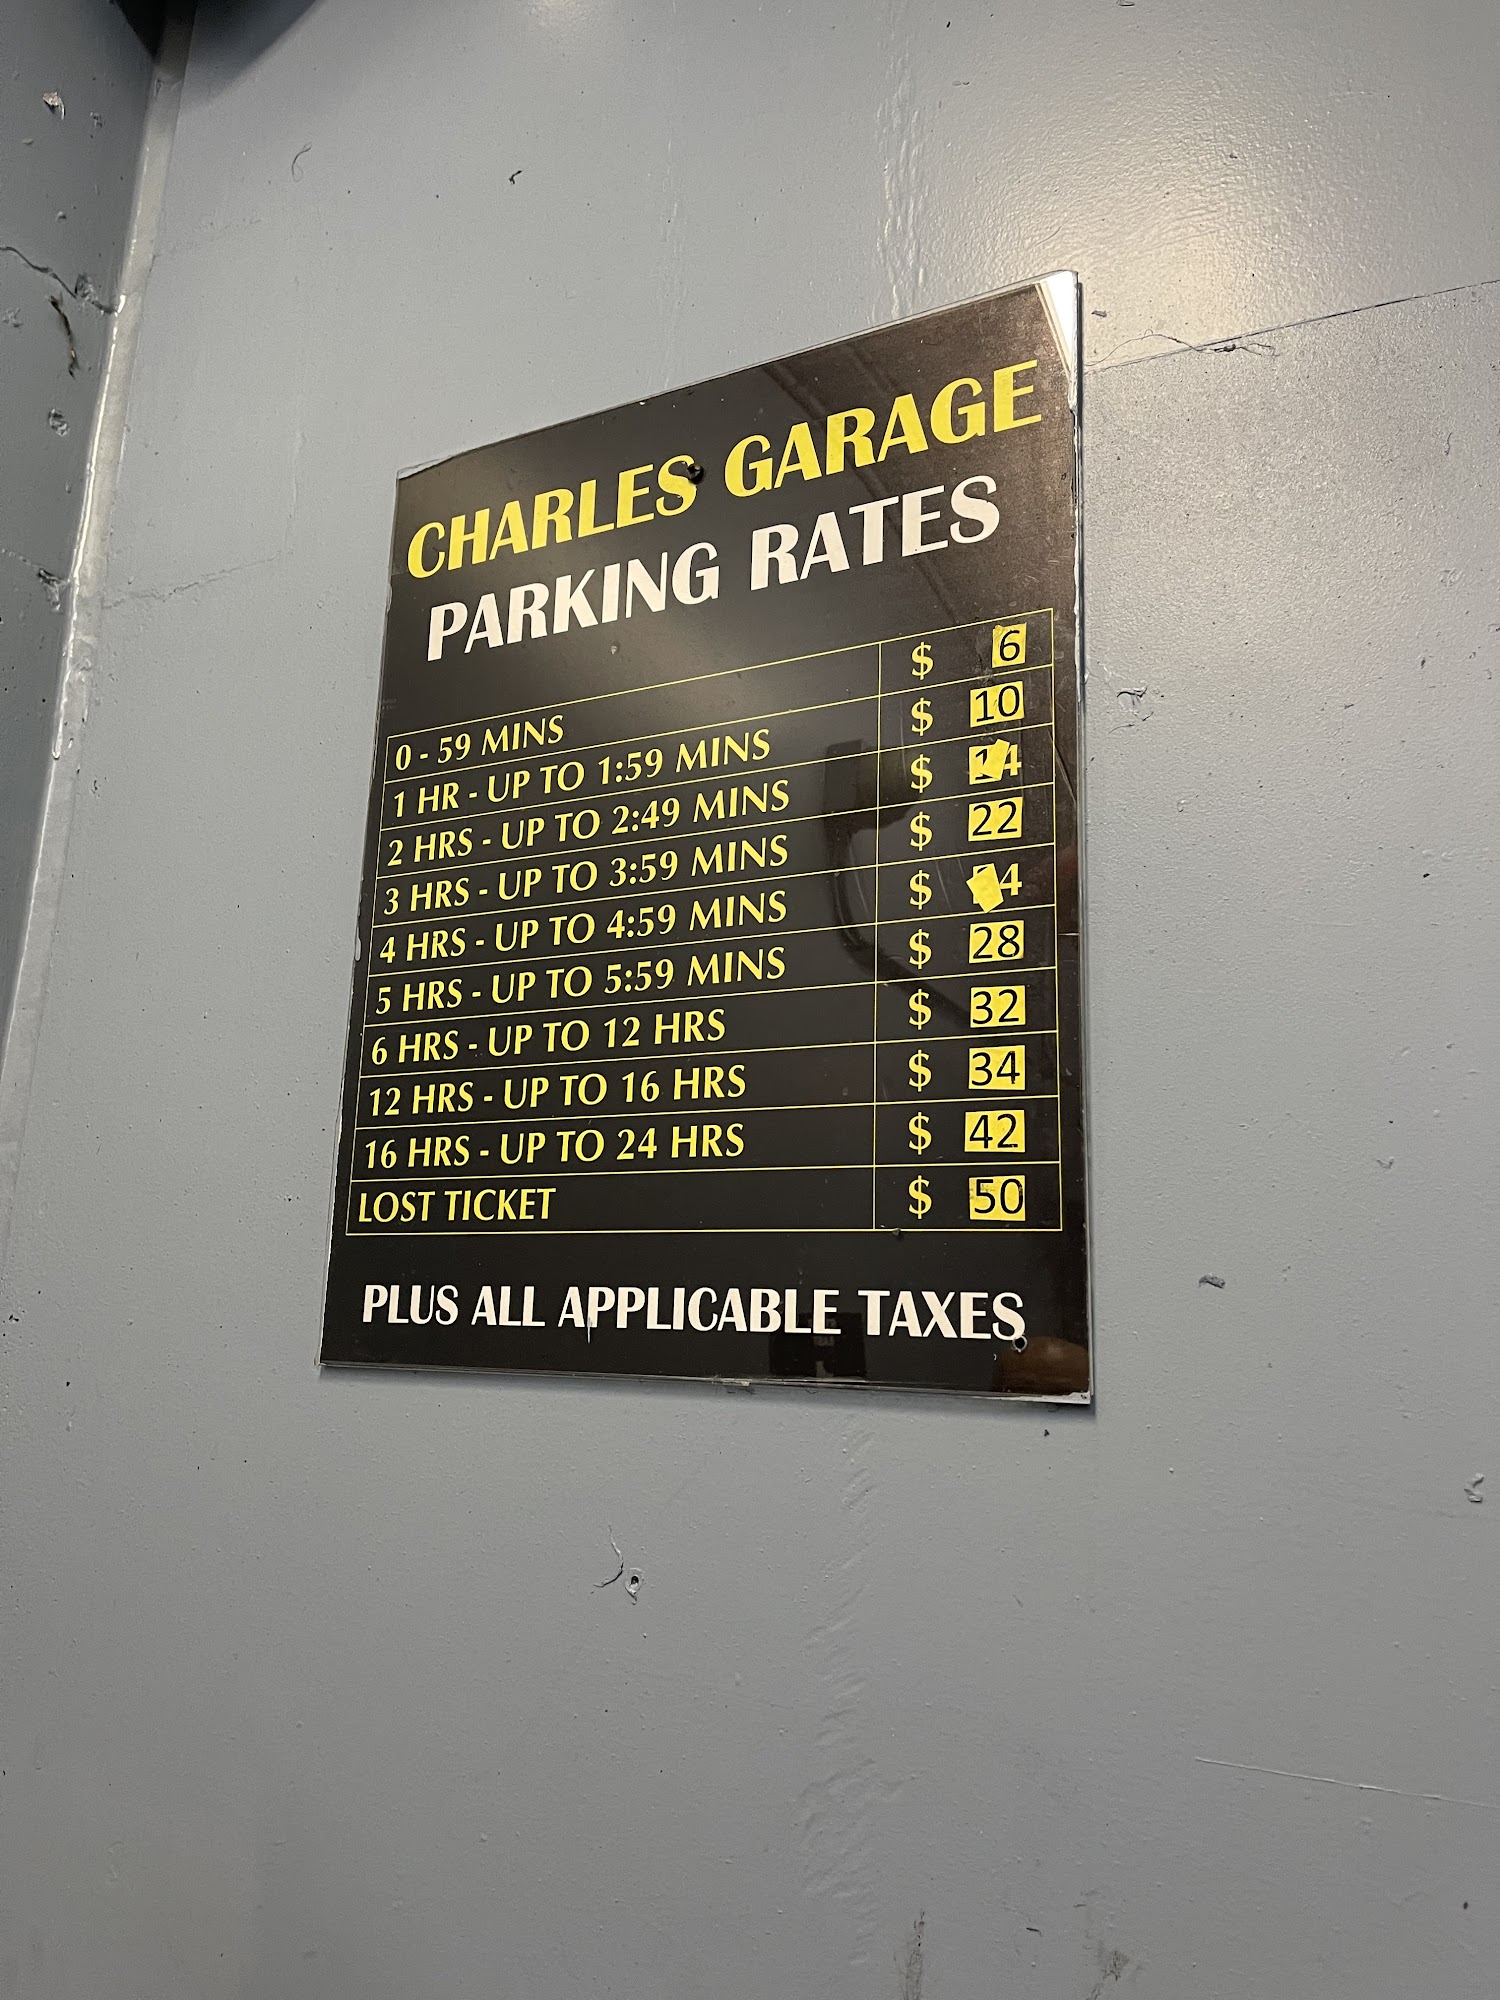 CHARLES GARAGE
PARKING RATES
0 - 59 MINS $ 6
1 HR - UP TO 1:59 MINS $ 10
2 HRS - UP TO 2:49 MINS $
3 HRS - UP TO 3:59 MINS $ 22
4 HRS - UP TO 4:59 MINS $
5 HRS - UP TO 5:59 MINS $ 28
6 HRS - UP TO 12 HRS $ 32
12 HRS - UP TO 16 HRS $ 34
16 HRS - UP TO 24 HRS $ 42
LOST TICKET $ 50
PLUS ALL APPLICABLE TAXES